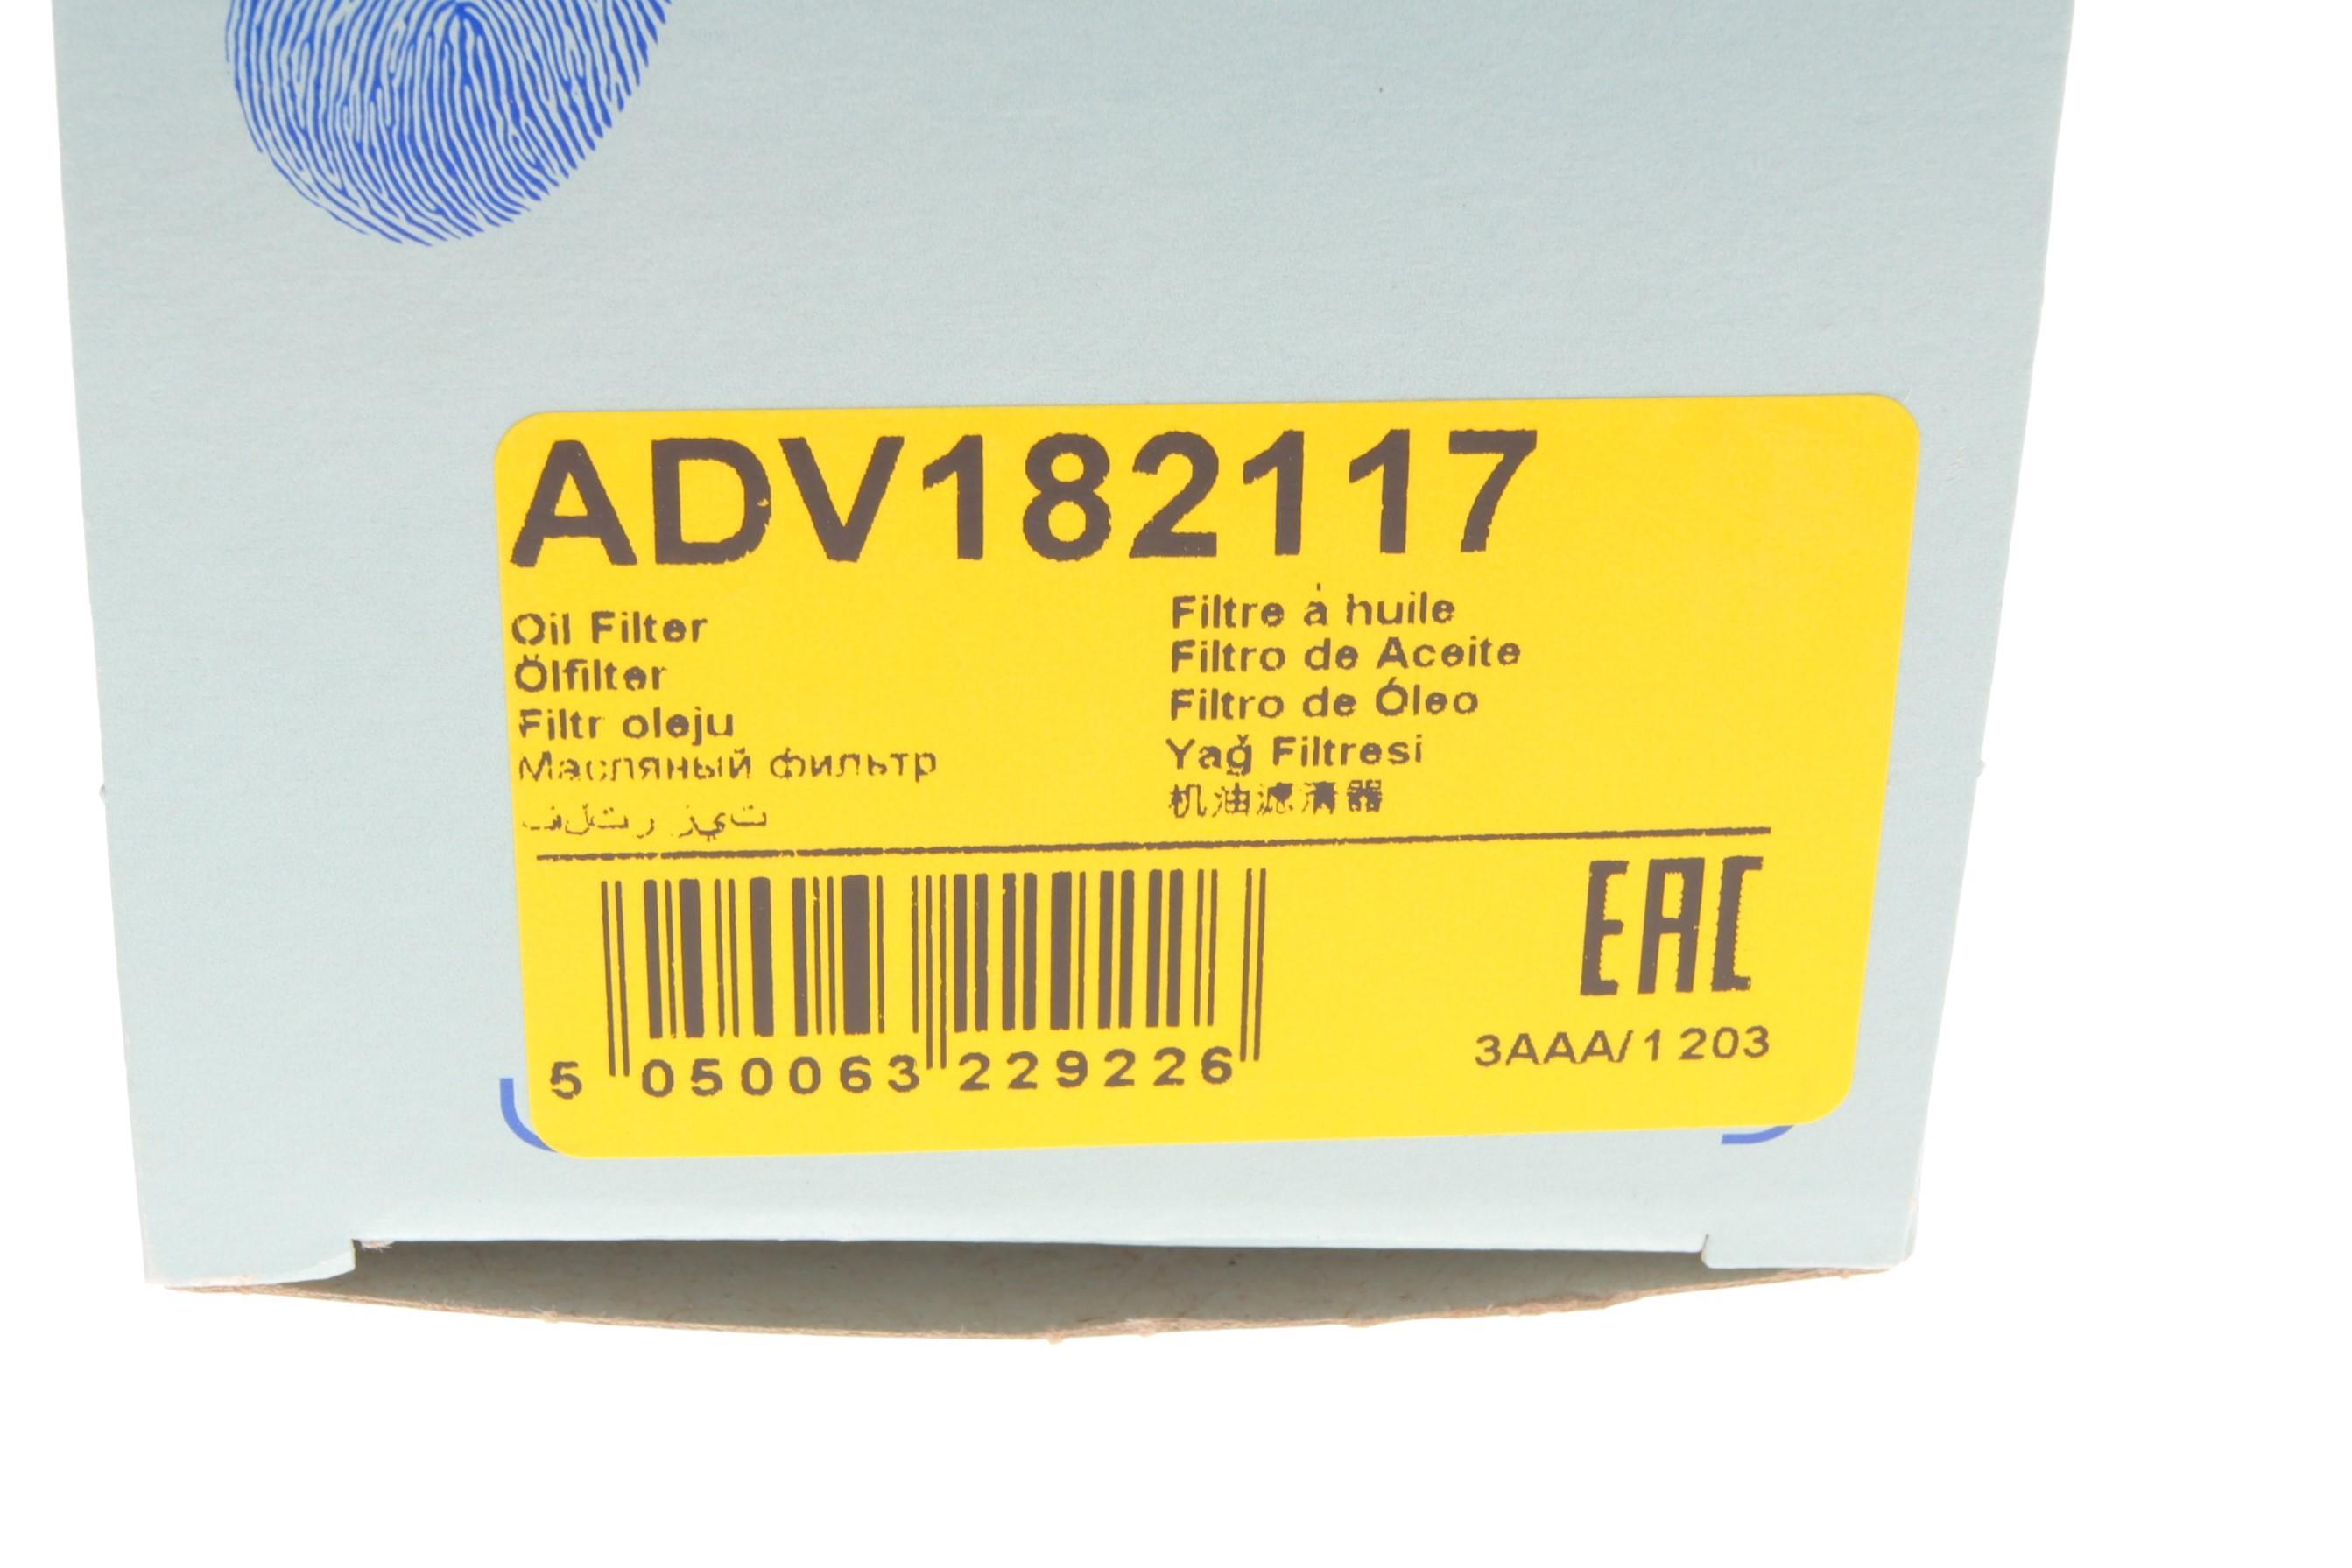 ADV182117
Oil Filter
Ölfilter
Filtr oleju
Масляный фильтр
فلتر زيت
Filtre à huile
Filtro de Aceite
Filtro de Óleo
Yağ Filtresi
机油滤清器
5 050063 229226
EAC
3AAA/1203